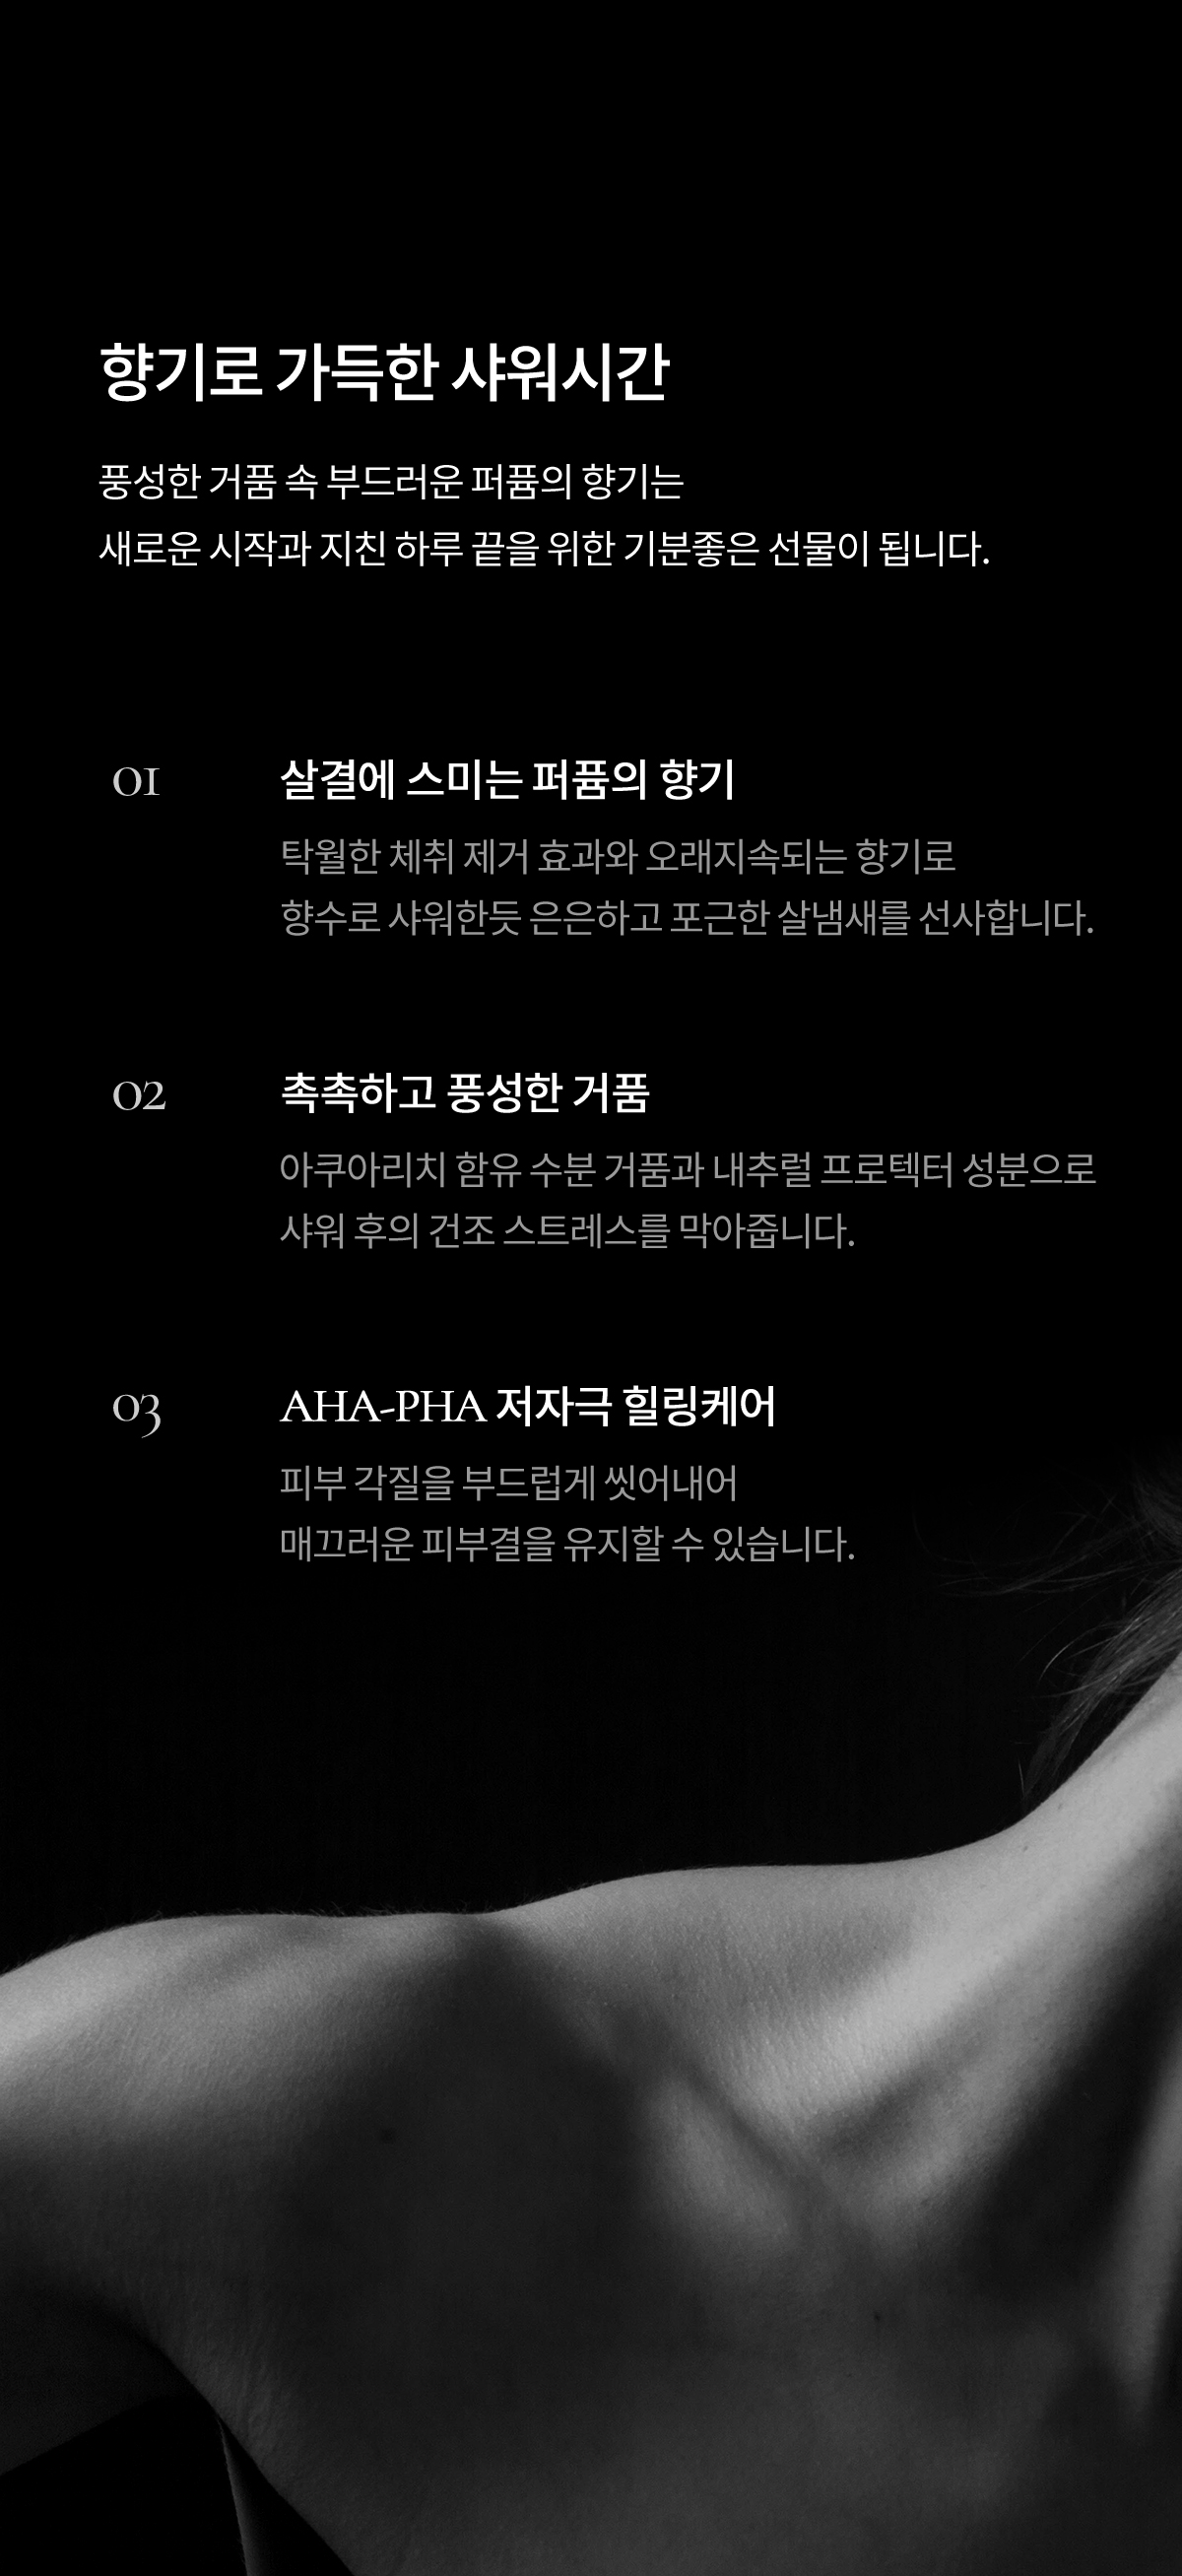 향기로 가득한 샤워시간
풍성한 거품 속 부드러운 퍼퓸의 향기는
새로운 시작과 지친 하루 끝을 위한 기분좋은 선물이 됩니다.
01
살결에 스미는 퍼퓸의 향기
탁월한 체취 제거 효과와 오래지속되는 향기로
향수로 샤워한듯 은은하고 포근한 살냄새를 선사합니다.
02
촉촉하고 풍성한 거품
아쿠아리치 함유 수분 거품과 내추럴 프로텍터 성분으로
샤워 후의 건조 스트레스를 막아줍니다.
03
AHA-PHA 저자극 힐링케어
피부 각질을 부드럽게 씻어내어
매끄러운 피부결을 유지할 수 있습니다.